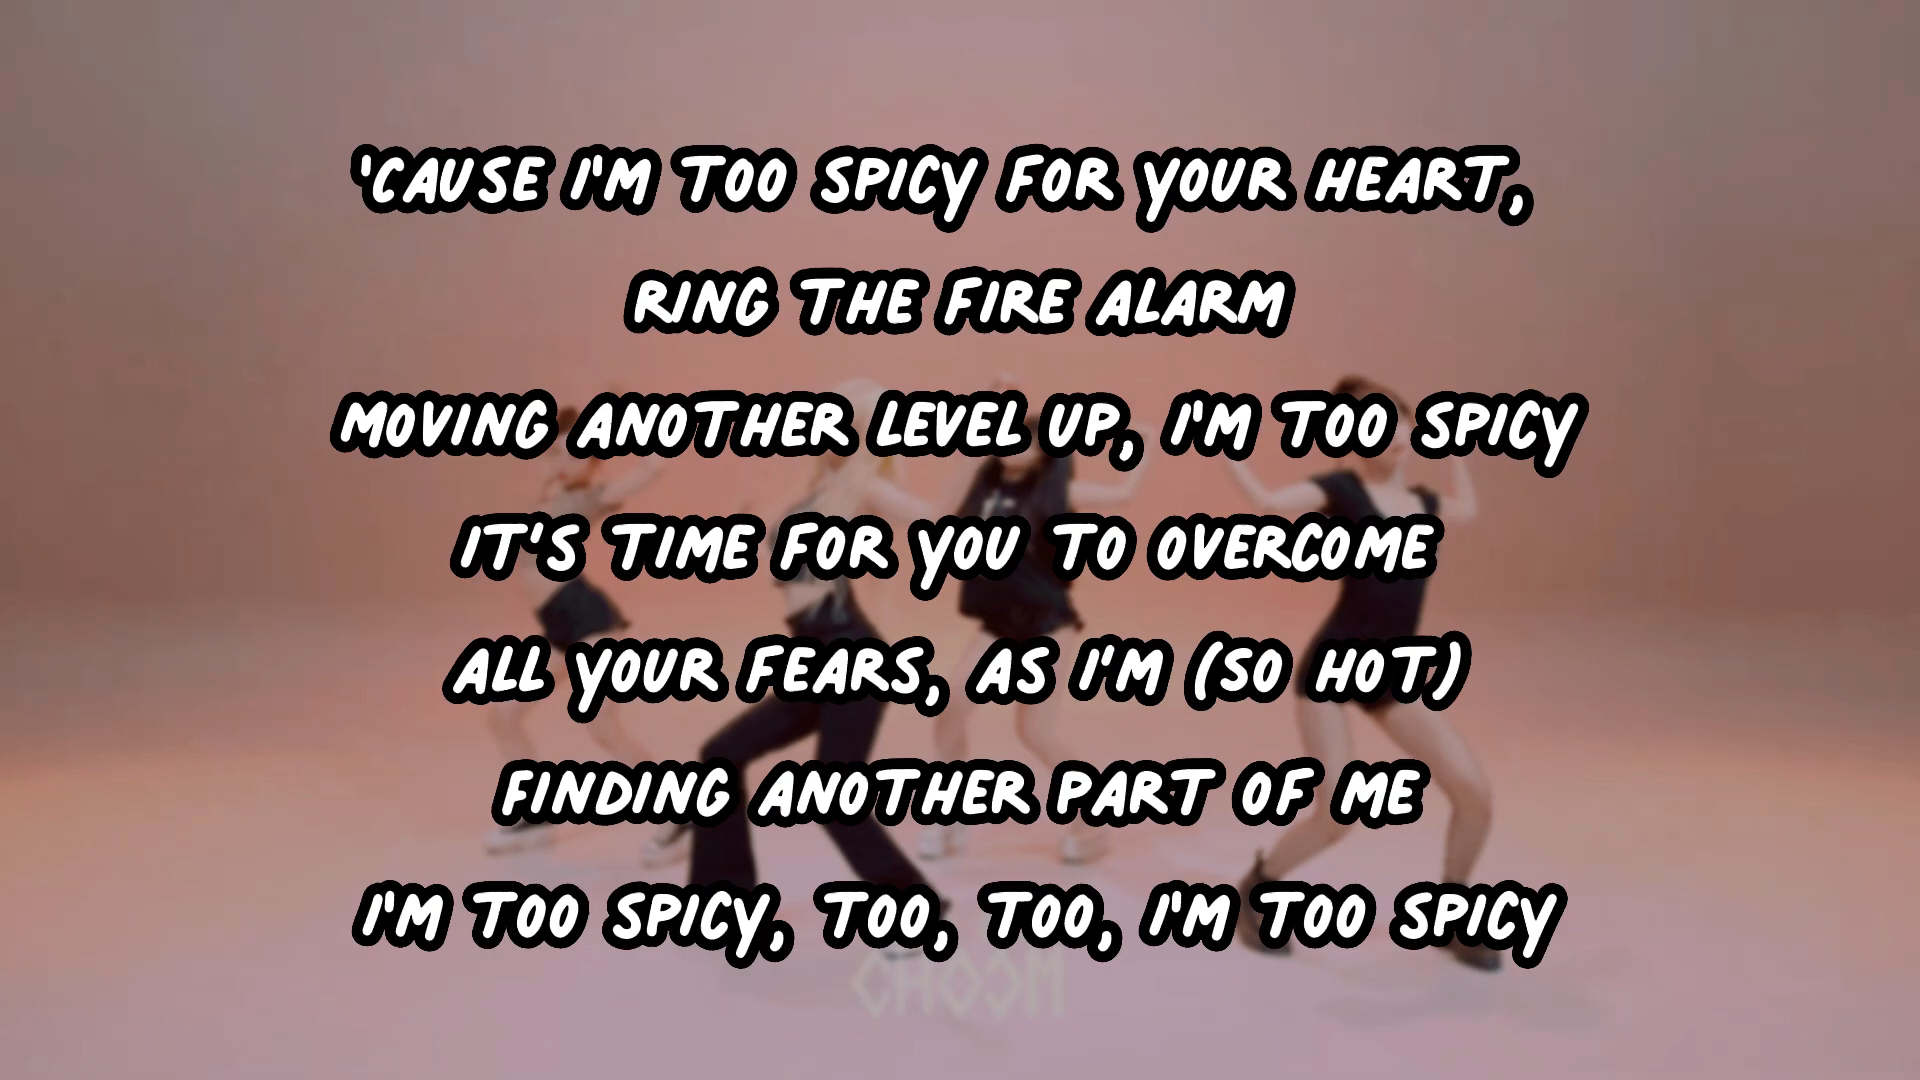 'CAUSE I'M TOO SPICY FOR YOUR HEART,
RING THE FIRE ALARM
MOVING ANOTHER LEVEL UP, I'M TOO SPICY
IT'S TIME FOR YOU TO OVERCOME
ALL YOUR FEARS, AS I'M (SO HOT)
FINDING ANOTHER PART OF ME
I'M TOO SPICY, TOO, TOO, I'M TOO SPICY
CHOOM